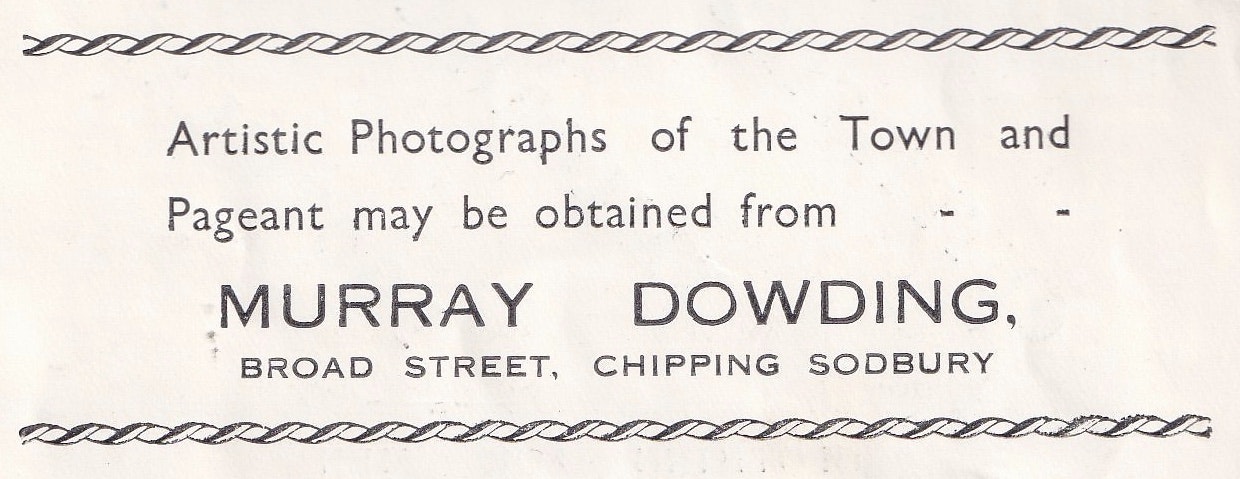 Artistic Photographs of the Town and
Pageant may be obtained from - -
MURRAY DOWDING,
BROAD STREET, CHIPPING SODBURY